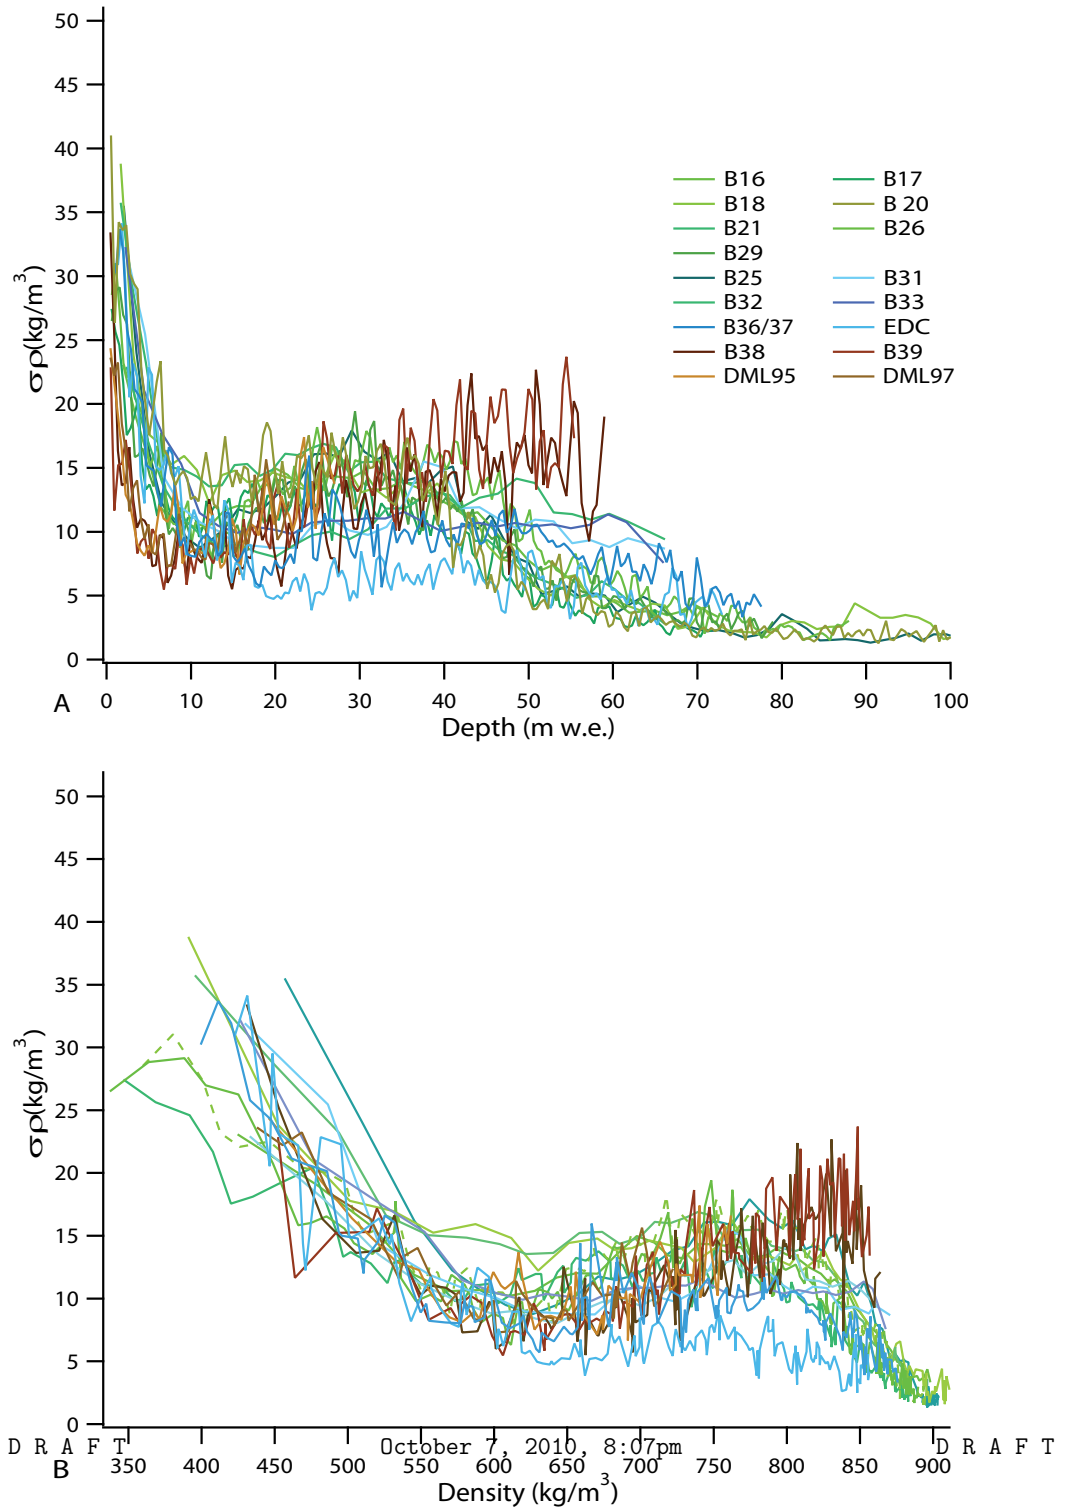 50
45
40
35
30
25
20
15
10
5
0
σρ(kg/m³)
B16 B17
B18 B 20
B21 B26
B29
B25 B31
B32 B33
B36/37 EDC
B38 B39
DML95 DML97
A 0 10 20 30 40 50 60 70 80 90 100
Depth (m w.e.)
50
45
40
35
30
25
20
15
10
5
0
σρ(kg/m³)
D R A F T October 7, 2010, 8:07pm D R A F T
B 350 400 450 500 550 600 650 700 750 800 850 900
Density (kg/m³)